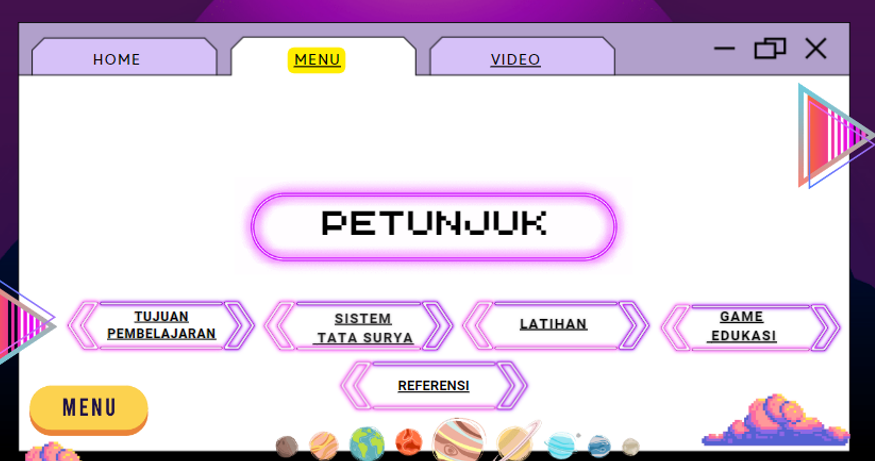 HOME
MENU
VIDEO
PETUNJUK
TUJUAN
PEMBELAJARAN
SISTEM
TATA SURYA
LATIHAN
GAME
EDUKASI
REFERENSI
MENU